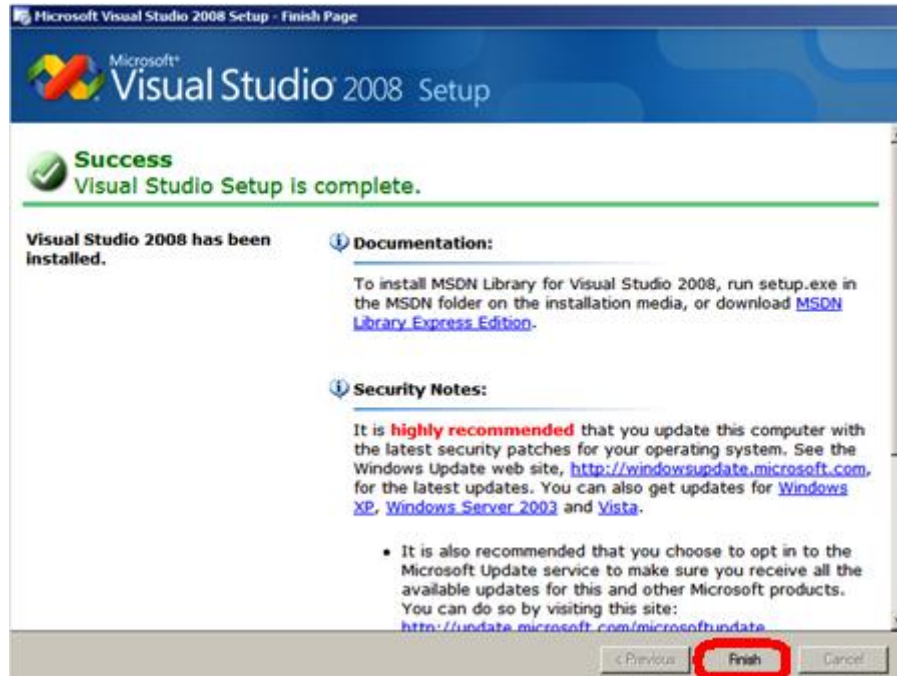 Microsoft Visual Studio 2008 Setup - Finish Page
Microsoft®
Visual Studio® 2008 Setup
Success
Visual Studio Setup is complete.
Visual Studio 2008 has been
installed.
Documentation:
To install MSDN Library for Visual Studio 2008, run setup.exe in
the MSDN folder on the installation media, or download MSDN
Library Express Edition.
Security Notes:
It is highly recommended that you update this computer with
the latest security patches for your operating system. See the
Windows Update web site, http://windowsupdate.microsoft.com,
for the latest updates. You can also get updates for Windows
XP, Windows Server 2003 and Vista.
• It is also recommended that you choose to opt in to the
Microsoft Update service to make sure you receive all the
available updates for this and other Microsoft products.
You can do so by visiting this site:
http://update.microsoft.com/microsoftupdate
< Previous
Finish
Cancel